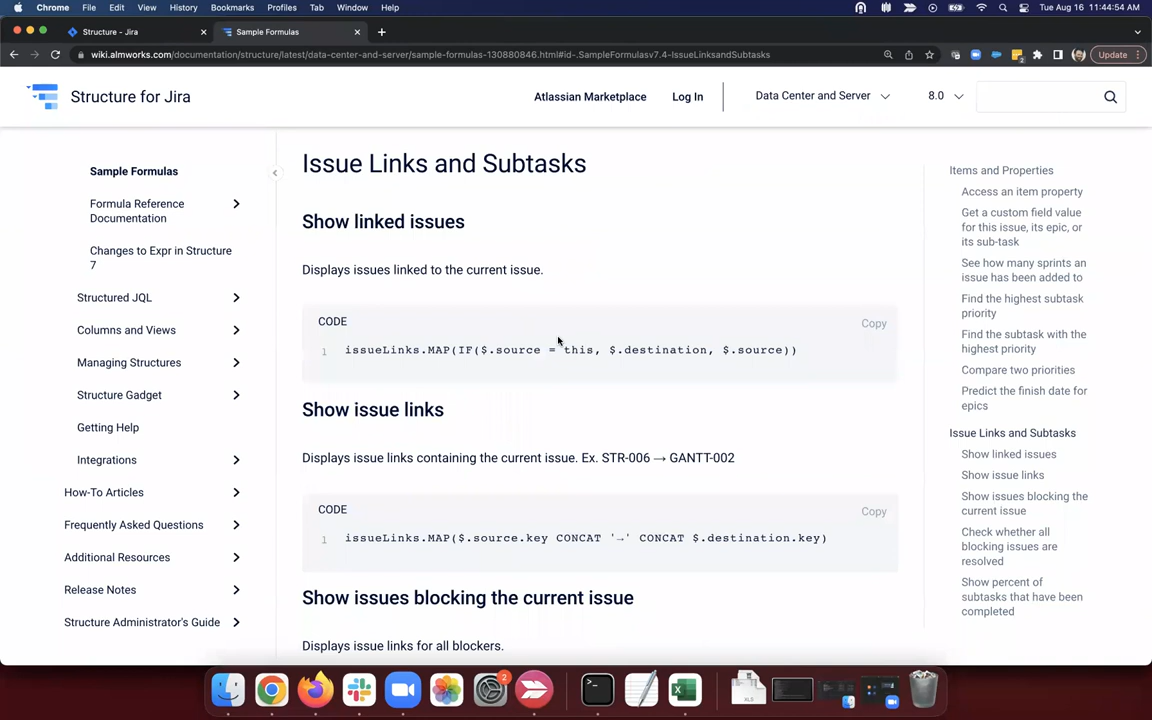 Chrome File Edit View History Bookmarks Profiles Tab Window Help Tue Aug 16 11:44:54 AM
Structure - Jira
Sample Formulas
wiki.almworks.com/documentation/structure/latest/data-center-and-server/sample-formulas-130880846.html#id-.SampleFormulasv7.4-IssueLinksandSubtasks
Update
Structure for Jira
Atlassian Marketplace
Log In
Data Center and Server
8.0
Sample Formulas
Formula Reference
Documentation
Changes to Expr in Structure
7
Structured JQL
Columns and Views
Managing Structures
Structure Gadget
Getting Help
Integrations
How-To Articles
Frequently Asked Questions
Additional Resources
Release Notes
Structure Administrator's Guide
Issue Links and Subtasks
Show linked issues
Displays issues linked to the current issue.
CODE
Copy
1 issueLinks.MAP(IF($.source = this, $.destination, $.source))
Show issue links
Displays issue links containing the current issue. Ex. STR-006 → GANTT-002
CODE
Copy
1 issueLinks.MAP($.source.key CONCAT '→' CONCAT $.destination.key)
Show issues blocking the current issue
Displays issue links for all blockers.
Items and Properties
Access an item property
Get a custom field value
for this issue, its epic, or
its sub-task
See how many sprints an
issue has been added to
Find the highest subtask
priority
Find the subtask with the
highest priority
Compare two priorities
Predict the finish date for
epics
Issue Links and Subtasks
Show linked issues
Show issue links
Show issues blocking the
current issue
Check whether all
blocking issues are
resolved
Show percent of
subtasks that have been
completed
2
XLS